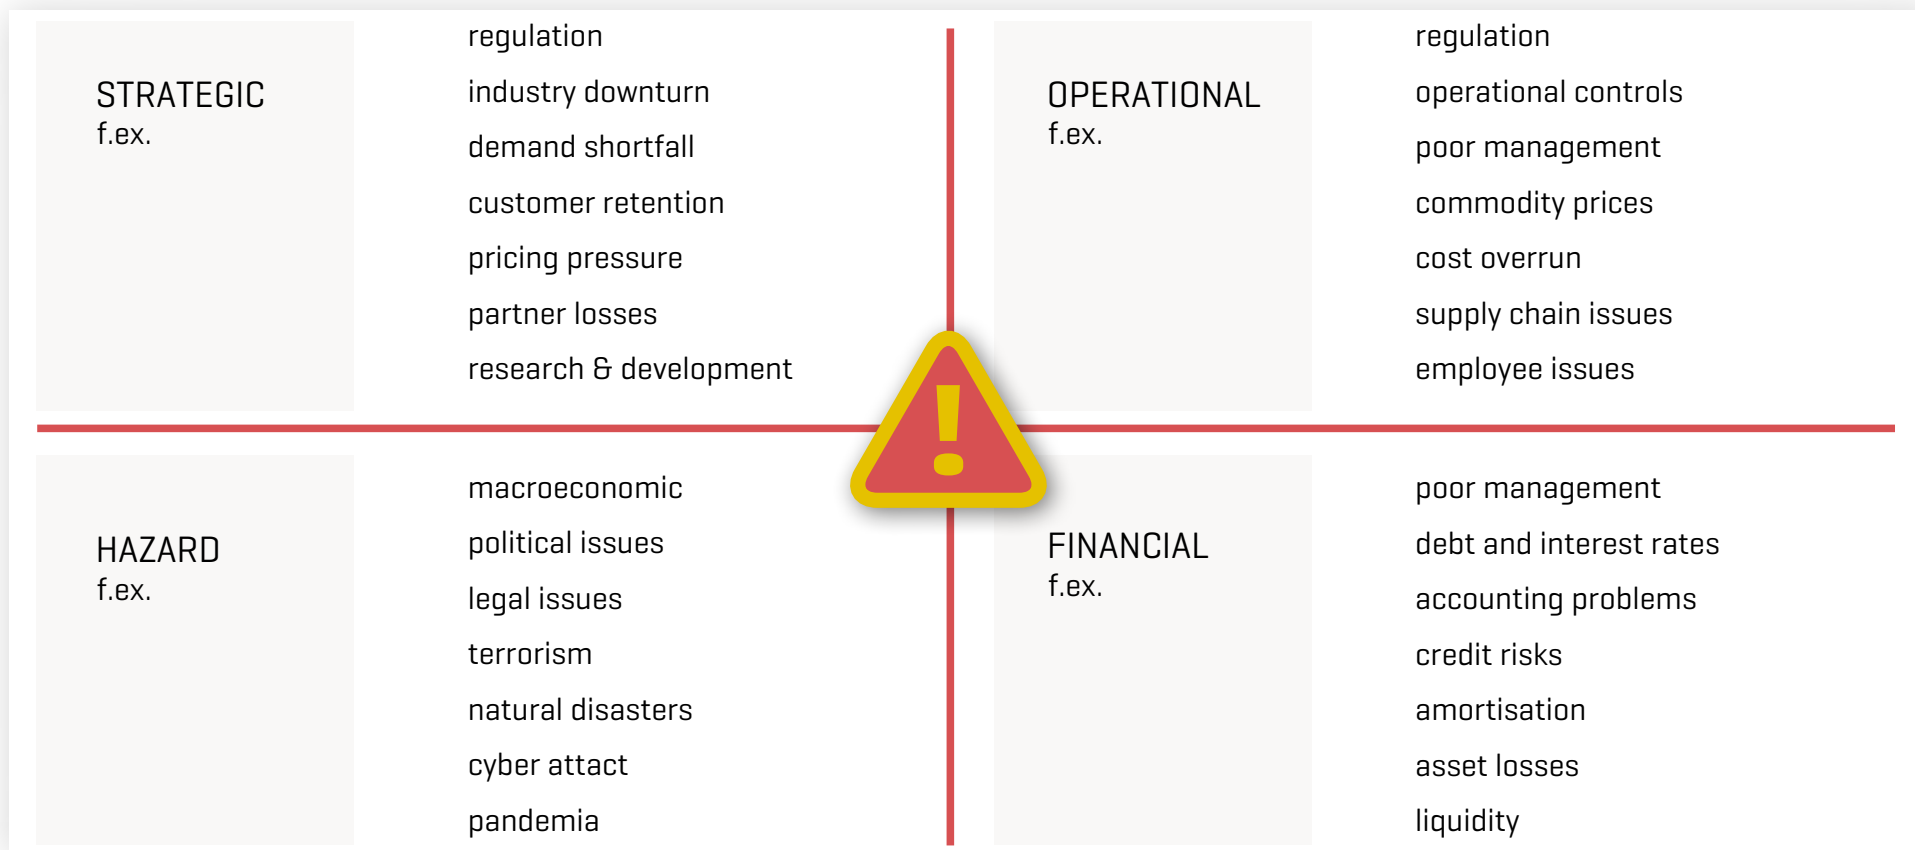 STRATEGIC
f.ex.
regulation
industry downturn
demand shortfall
customer retention
pricing pressure
partner losses
research & development
OPERATIONAL
f.ex.
regulation
operational controls
poor management
commodity prices
cost overrun
supply chain issues
employee issues
!
HAZARD
f.ex.
macroeconomic
political issues
legal issues
terrorism
natural disasters
cyber attact
pandemia
FINANCIAL
f.ex.
poor management
debt and interest rates
accounting problems
credit risks
amortisation
asset losses
liquidity